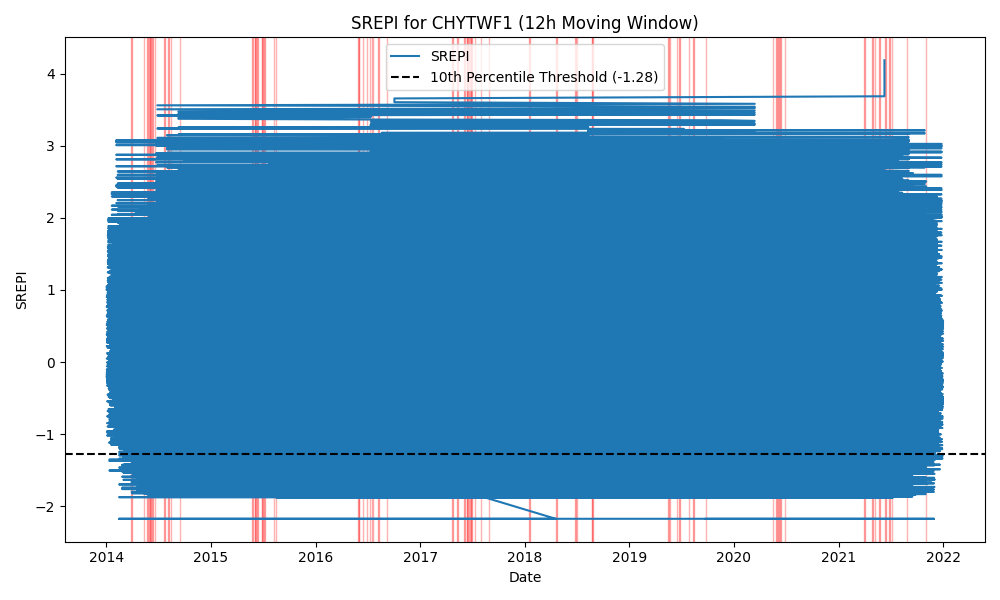 SREPI for CHYTWF1 (12h Moving Window)
SREPI
10th Percentile Threshold (-1.28)
SREPI
4
3
2
1
0
−1
−2
2014 2015 2016 2017 2018 2019 2020 2021 2022
Date